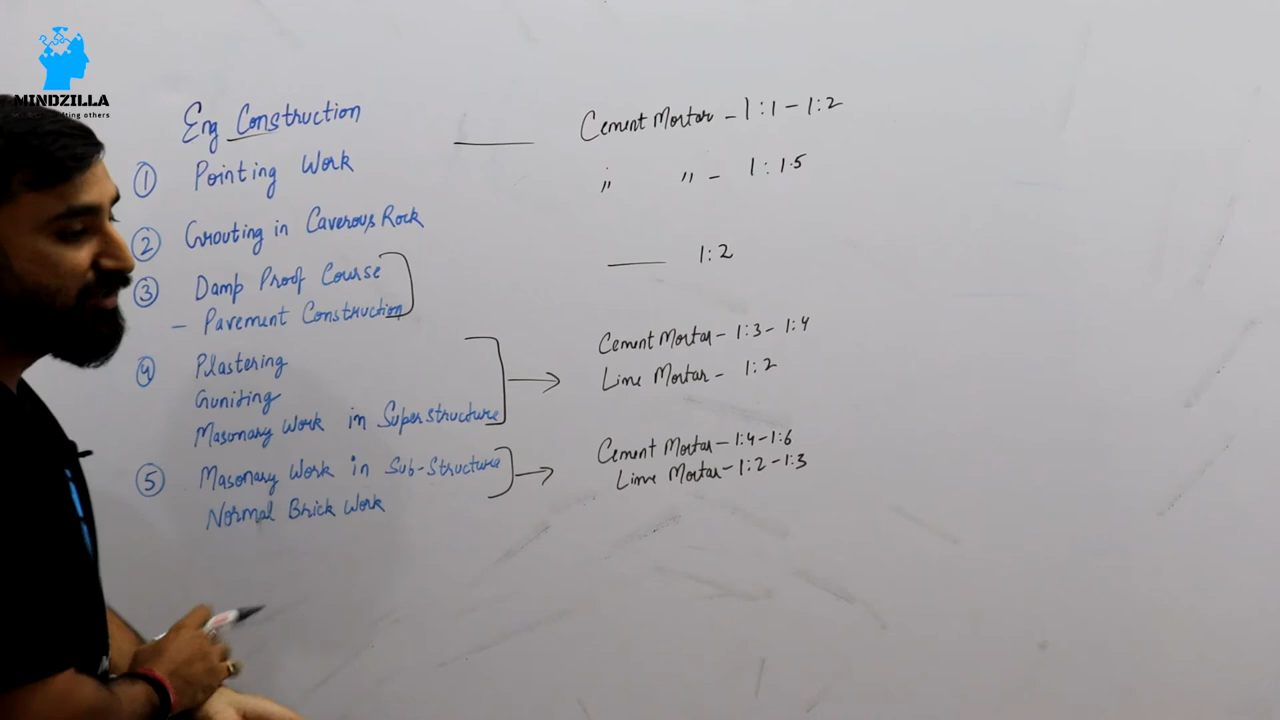 MINDZILLA
Eng Construction
Cement Mortar - 1:1 - 1:2
① Pointing Work
" " - 1:1.5
② Grouting in Caverous Rock
③ Damp Proof Course
- Pavement Construction
1:2
④ Plastering
Guniting
Masonary Work in Superstructure
Cement Mortar - 1:3 - 1:4
Lime Mortar - 1:2
⑤ Masonary Work in Sub-Structure
Normal Brick Work
Cement Mortar - 1:4 - 1:6
Lime Mortar - 1:2 - 1:3